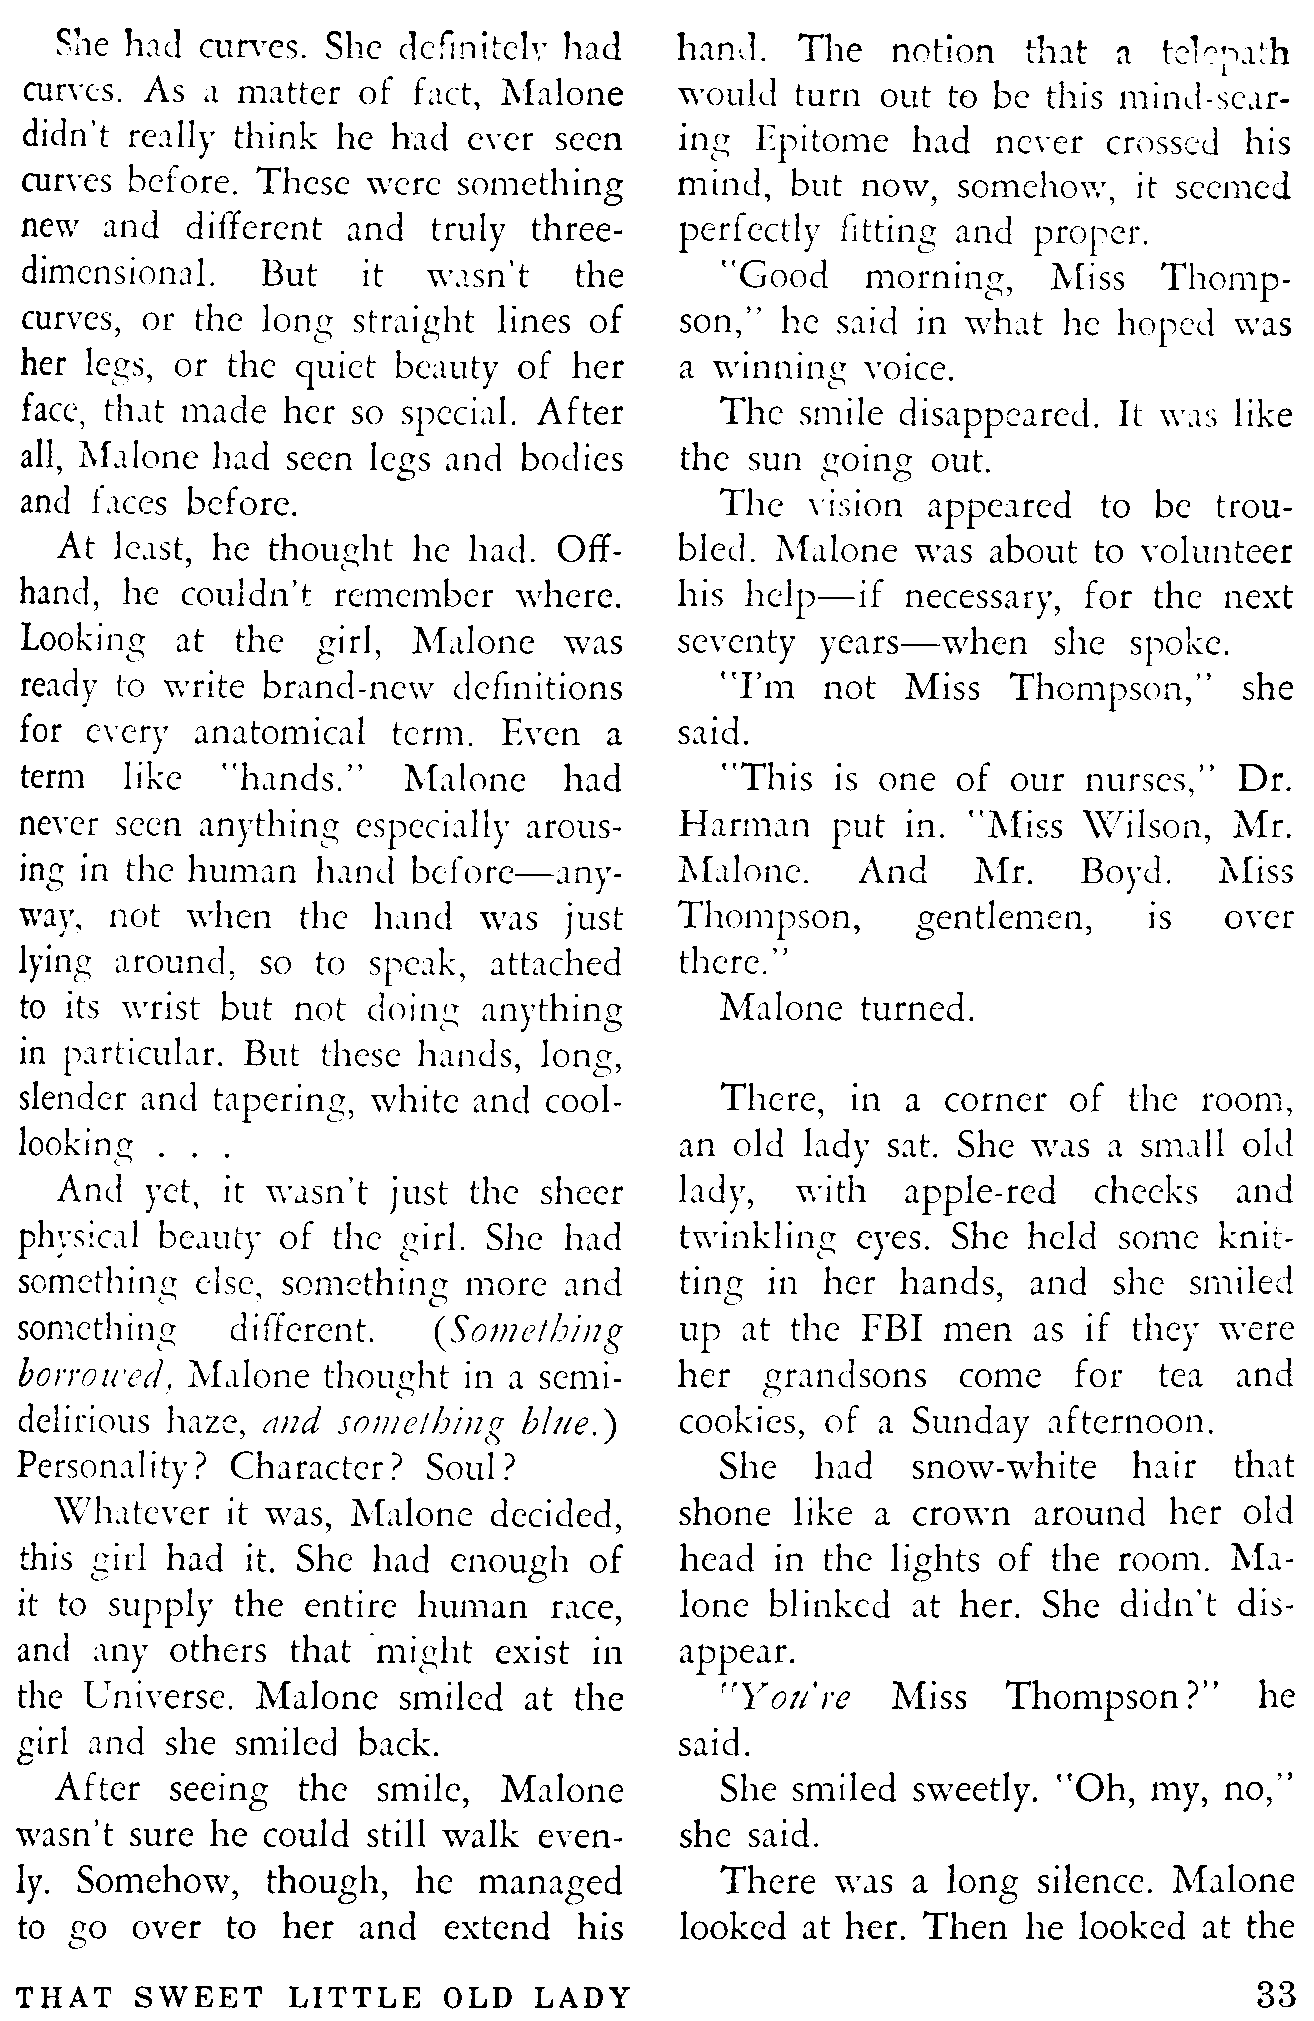 She had curves. She definitely had
curves. As a matter of fact, Malone
didn't really think he had ever seen
curves before. These were something
new and different and truly three-
dimensional. But it wasn't the
curves, or the long straight lines of
her legs, or the quiet beauty of her
face, that made her so special. After
all, Malone had seen legs and bodies
and faces before.
At least, he thought he had. Off-
hand, he couldn't remember where.
Looking at the girl, Malone was
ready to write brand-new definitions
for every anatomical term. Even a
term like "hands." Malone had
never seen anything especially arous-
ing in the human hand before—any-
way, not when the hand was just
lying around, so to speak, attached
to its wrist but not doing anything
in particular. But these hands, long,
slender and tapering, white and cool-
looking . . .
And yet, it wasn't just the sheer
physical beauty of the girl. She had
something else, something more and
something different. (Something
borrowed, Malone thought in a semi-
delirious haze, and something blue.)
Personality? Character? Soul?
Whatever it was, Malone decided,
this girl had it. She had enough of
it to supply the entire human race,
and any others that might exist in
the Universe. Malone smiled at the
girl and she smiled back.
After seeing the smile, Malone
wasn't sure he could still walk even-
ly. Somehow, though, he managed
to go over to her and extend his
hand. The notion that a telepath
would turn out to be this mind-sear-
ing Epitome had never crossed his
mind, but now, somehow, it seemed
perfectly fitting and proper.
"Good morning, Miss Thomp-
son," he said in what he hoped was
a winning voice.
The smile disappeared. It was like
the sun going out.
The vision appeared to be trou-
bled. Malone was about to volunteer
his help—if necessary, for the next
seventy years—when she spoke.
"I'm not Miss Thompson," she
said.
"This is one of our nurses," Dr.
Harman put in. "Miss Wilson, Mr.
Malone. And Mr. Boyd. Miss
Thompson, gentlemen, is over
there."
Malone turned.
There, in a corner of the room,
an old lady sat. She was a small old
lady, with apple-red cheeks and
twinkling eyes. She held some knit-
ting in her hands, and she smiled
up at the FBI men as if they were
her grandsons come for tea and
cookies, of a Sunday afternoon.
She had snow-white hair that
shone like a crown around her old
head in the lights of the room. Ma-
lone blinked at her. She didn't dis-
appear.
"You're Miss Thompson?" he
said.
She smiled sweetly. "Oh, my, no,"
she said.
There was a long silence. Malone
looked at her. Then he looked at the
THAT SWEET LITTLE OLD LADY
33